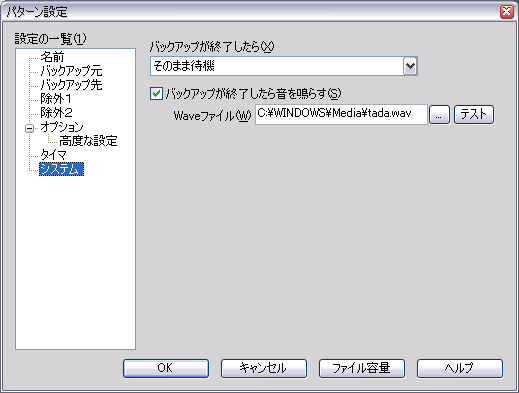 パターン設定
設定の一覧(1)
名前
バックアップ元
バックアップ先
除外1
除外2
オプション
高度な設定
タイマ
システム
バックアップが終了したら(X)
そのまま待機
バックアップが終了したら音を鳴らす(S)
Waveファイル(W) C:¥WINDOWS¥Media¥tada.wav ... テスト
OK キャンセル ファイル容量 ヘルプ